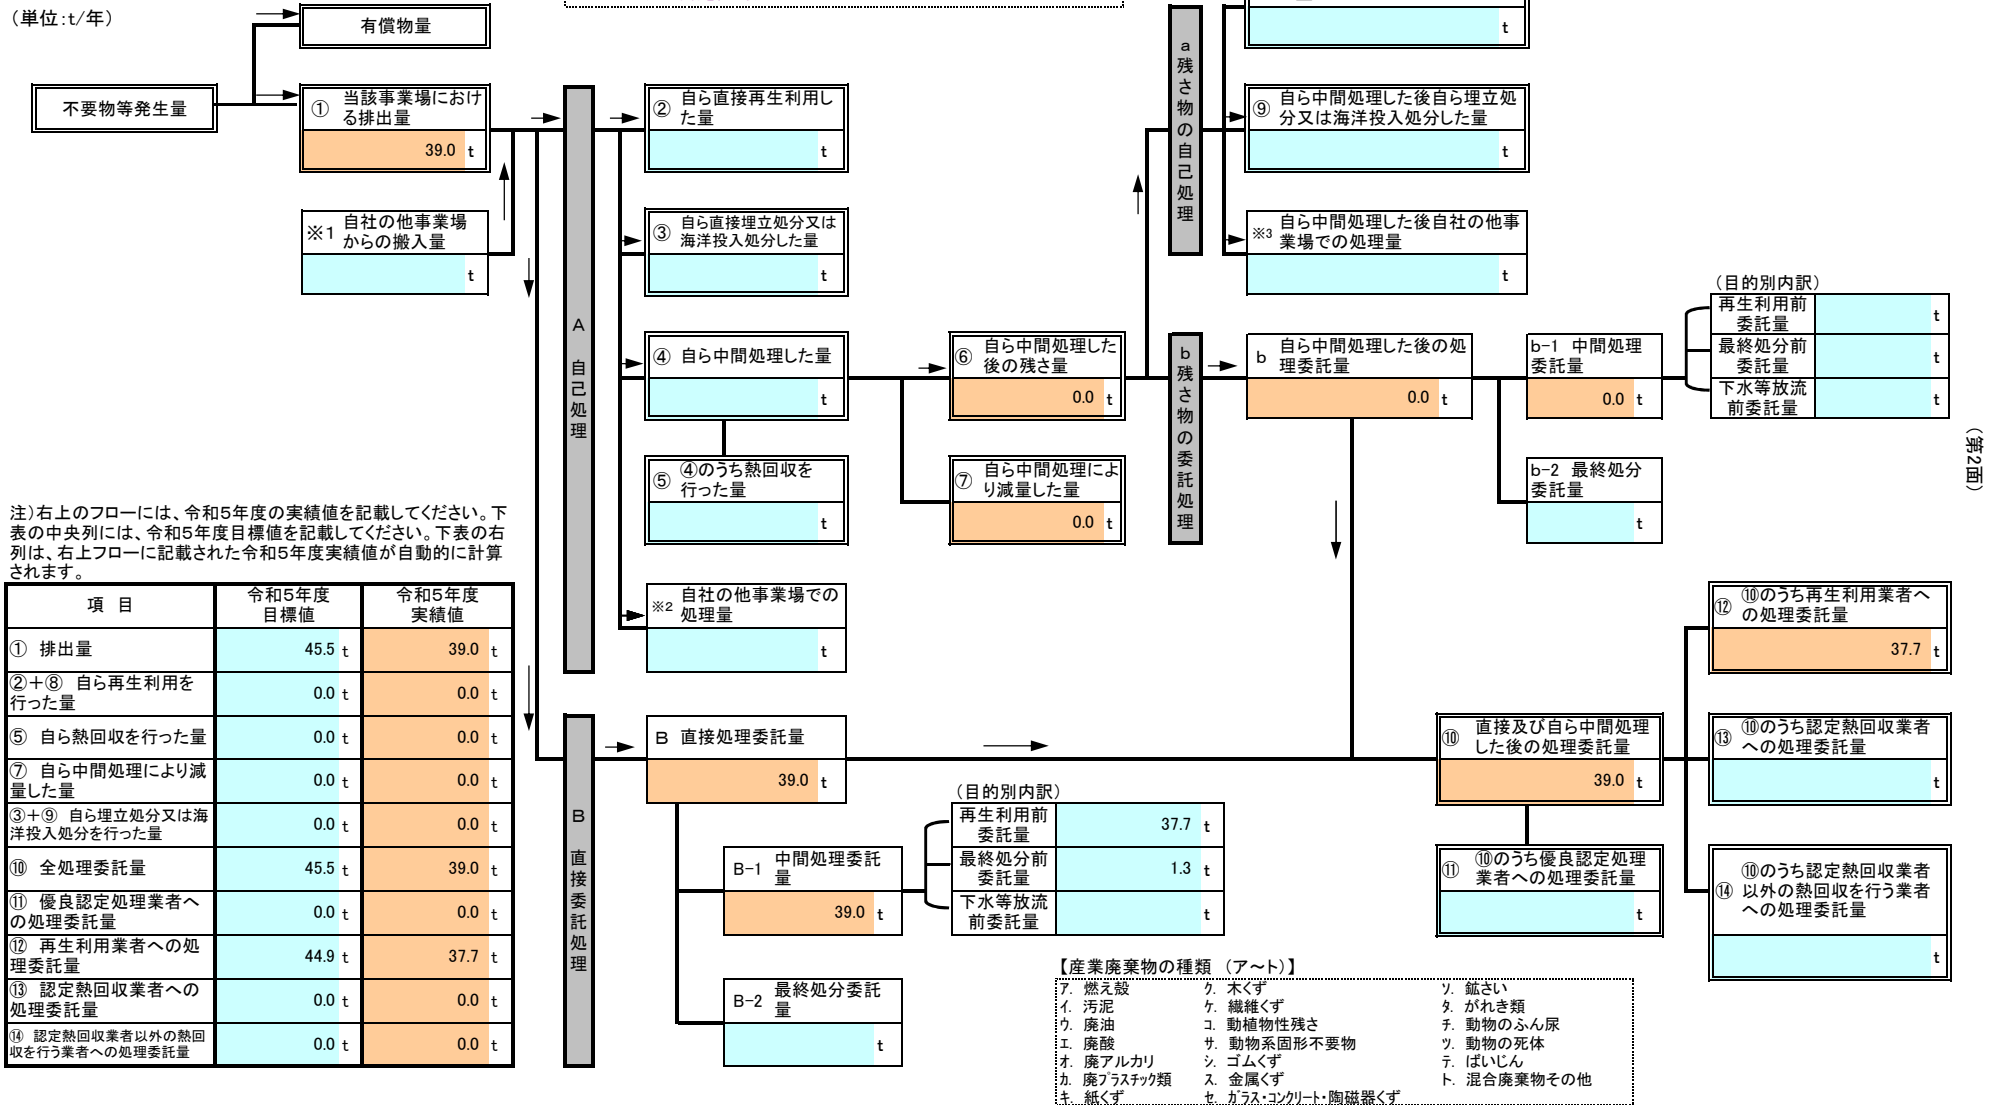 (単位:t/年)
有償物量
不要物等発生量
① 当該事業場におけ
る排出量
39.0 t
※1 自社の他事業場
からの搬入量
t
A 自己処理
② 自ら直接再生利用し
た量
t
③ 自ら直接埋立処分又は
海洋投入処分した量
t
④ 自ら中間処理した量
t
⑤ ④のうち熱回収を
行った量
t
※2 自社の他事業場での
処理量
t
⑥ 自ら中間処理した
後の残さ量
0.0 t
⑦ 自ら中間処理によ
り減量した量
0.0 t
a残さ物の自己処理
t
⑨ 自ら中間処理した後自ら埋立処
分又は海洋投入処分した量
t
※3 自ら中間処理した後自社の他事
業場での処理量
t
b残さ物の委託処理
b 自ら中間処理した後の処
理委託量
0.0 t
b-1 中間処理
委託量
0.0 t
b-2 最終処分
委託量
t
(目的別内訳)
再生利用前
委託量
t
最終処分前
委託量
t
下水等放流
前委託量
t
(第2面)
注)右上のフローには、令和5年度の実績値を記載してください。下
表の中央列には、令和5年度目標値を記載してください。下表の右
列は、右上フローに記載された令和5年度実績値が自動的に計算
されます。
項 目 令和5年度 目標値 令和5年度 実績値
① 排出量 45.5 t 39.0 t
②+⑧ 自ら再生利用を
行った量 0.0 t 0.0 t
⑤ 自ら熱回収を行った量 0.0 t 0.0 t
⑦ 自ら中間処理により減
量した量 0.0 t 0.0 t
③+⑨ 自ら埋立処分又は海
洋投入処分を行った量 0.0 t 0.0 t
⑩ 全処理委託量 45.5 t 39.0 t
⑪ 優良認定処理業者へ
の処理委託量 0.0 t 0.0 t
⑫ 再生利用業者への処
理委託量 44.9 t 37.7 t
⑬ 認定熱回収業者への
処理委託量 0.0 t 0.0 t
⑭ 認定熱回収業者以外の熱回
収を行う業者への処理委託量 0.0 t 0.0 t
B 直接委託処理
B 直接処理委託量
39.0 t
B-1 中間処理委託
量
39.0 t
B-2 最終処分委託
量
t
(目的別内訳)
再生利用前
委託量
37.7 t
最終処分前
委託量
1.3 t
下水等放流
前委託量
t
⑩ 直接及び自ら中間処理
した後の処理委託量
39.0 t
⑪ ⑩のうち優良認定処理
業者への処理委託量
t
⑫ ⑩のうち再生利用業者へ
の処理委託量
37.7 t
⑬ ⑩のうち認定熱回収業者
への処理委託量
t
⑭ ⑩のうち認定熱回収業者
以外の熱回収を行う業者
への処理委託量
t
【産業廃棄物の種類 (ア〜ト)】
ア. 燃え殻 ク. 木くず ソ. 鉱さい
イ. 汚泥 ケ. 繊維くず タ. がれき類
ウ. 廃油 コ. 動植物性残さ チ. 動物のふん尿
エ. 廃酸 サ. 動物系固形不要物 ツ. 動物の死体
オ. 廃アルカリ シ. ゴムくず テ. ばいじん
カ. 廃プラスチック類 ス. 金属くず ト. 混合廃棄物その他
キ. 紙くず セ. ガラス・コンクリート・陶磁器くず